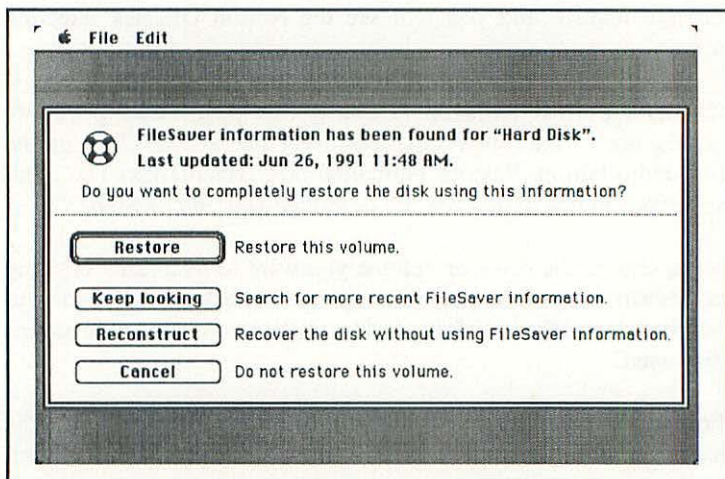 File Edit
FileSaver information has been found for “Hard Disk”.
Last updated: Jun 26, 1991 11:48 AM.
Do you want to completely restore the disk using this information?
Restore Restore this volume.
Keep looking Search for more recent FileSaver information.
Reconstruct Recover the disk without using FileSaver information.
Cancel Do not restore this volume.